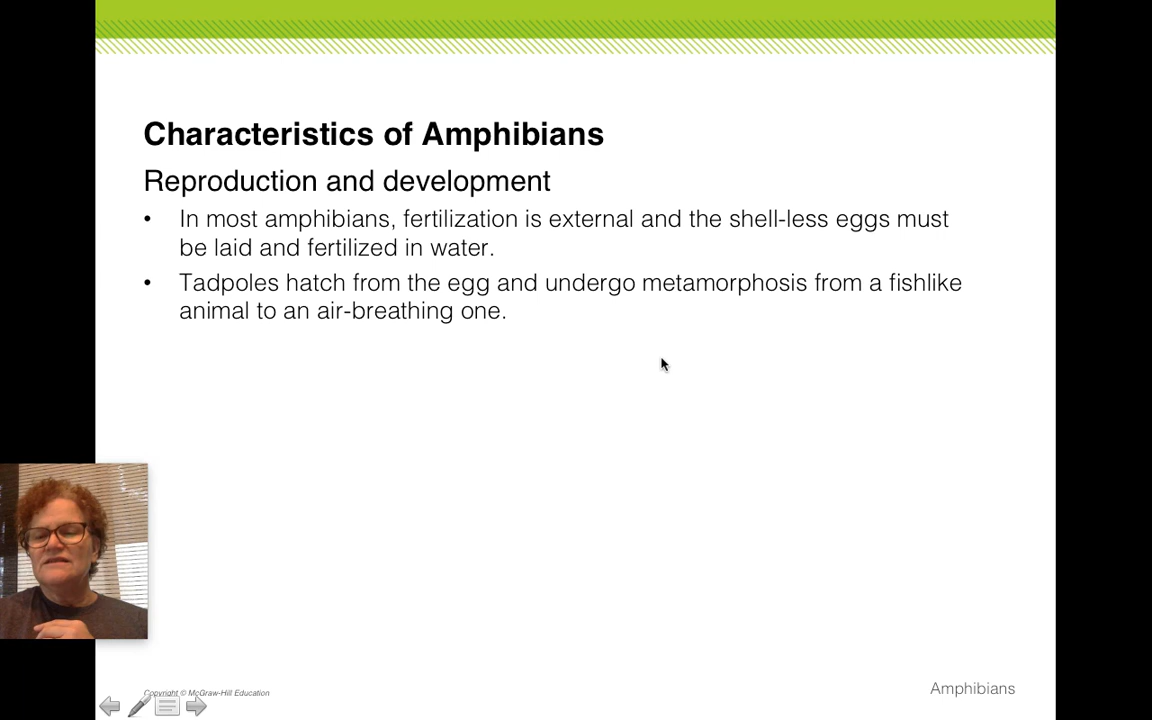 Characteristics of Amphibians
Reproduction and development
• In most amphibians, fertilization is external and the shell-less eggs must
be laid and fertilized in water.
• Tadpoles hatch from the egg and undergo metamorphosis from a fishlike
animal to an air-breathing one.
Copyright © McGraw-Hill Education
Amphibians